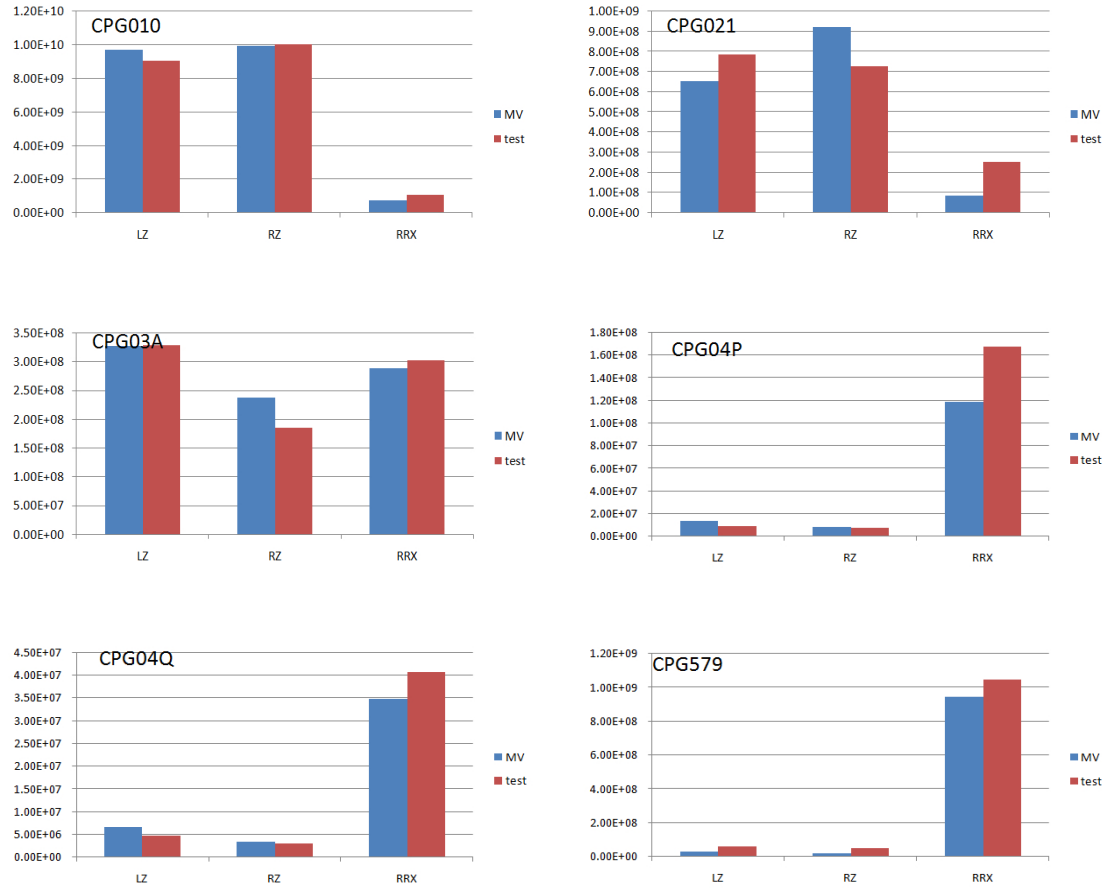 CPG010
1.20E+10
1.00E+10
8.00E+09
6.00E+09
4.00E+09
2.00E+09
0.00E+00
LZ RZ RRX
MV
test
CPG021
1.00E+09
9.00E+08
8.00E+08
7.00E+08
6.00E+08
5.00E+08
4.00E+08
3.00E+08
2.00E+08
1.00E+08
0.00E+00
LZ RZ RRX
MV
test
CPG03A
3.50E+08
3.00E+08
2.50E+08
2.00E+08
1.50E+08
1.00E+08
5.00E+07
0.00E+00
LZ RZ RRX
MV
test
CPG04P
1.80E+08
1.60E+08
1.40E+08
1.20E+08
1.00E+08
8.00E+07
6.00E+07
4.00E+07
2.00E+07
0.00E+00
LZ RZ RRX
MV
test
CPG04Q
4.50E+07
4.00E+07
3.50E+07
3.00E+07
2.50E+07
2.00E+07
1.50E+07
1.00E+07
5.00E+06
0.00E+00
LZ RZ RRX
MV
test
CPG579
1.20E+09
1.00E+09
8.00E+08
6.00E+08
4.00E+08
2.00E+08
0.00E+00
LZ RZ RRX
MV
test